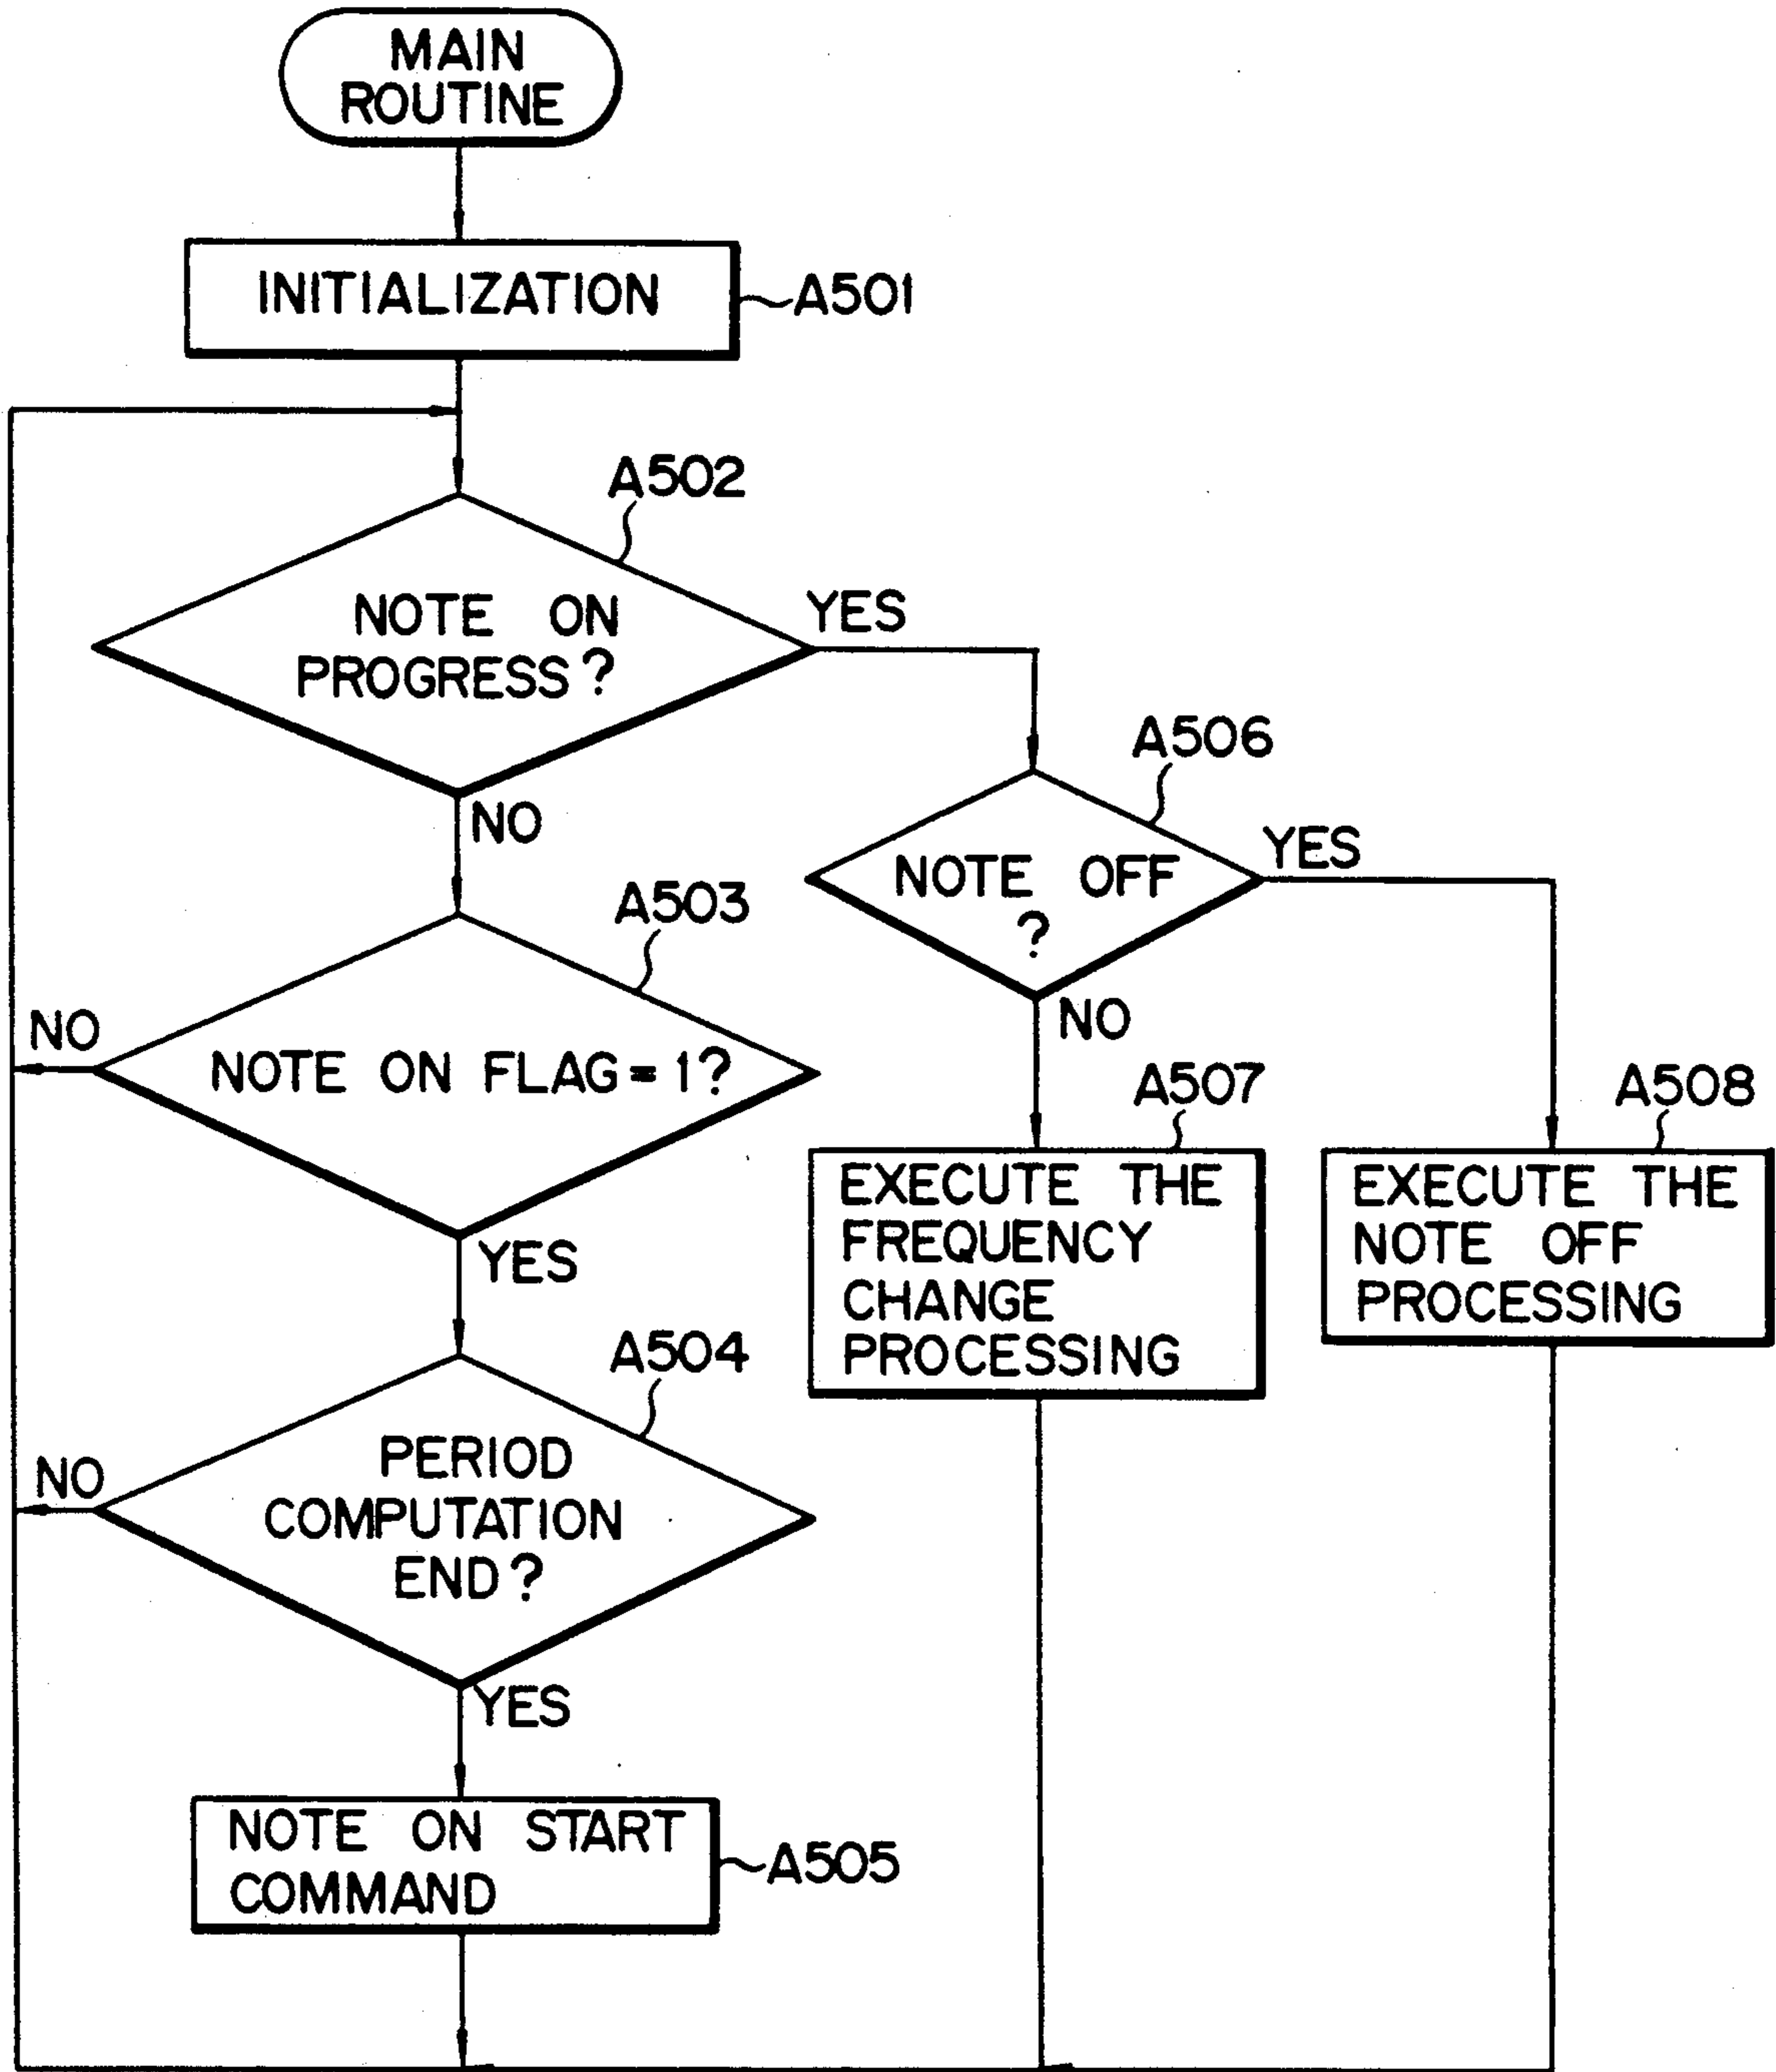 MAIN
ROUTINE
INITIALIZATION
A501
A502
NOTE ON
PROGRESS?
YES
NO
A506
NOTE OFF
?
YES
NO
A503
NOTE ON FLAG=1?
NO
YES
A507
EXECUTE THE
FREQUENCY
CHANGE
PROCESSING
A508
EXECUTE THE
NOTE OFF
PROCESSING
A504
PERIOD
COMPUTATION
END?
NO
YES
NOTE ON START
COMMAND
A505